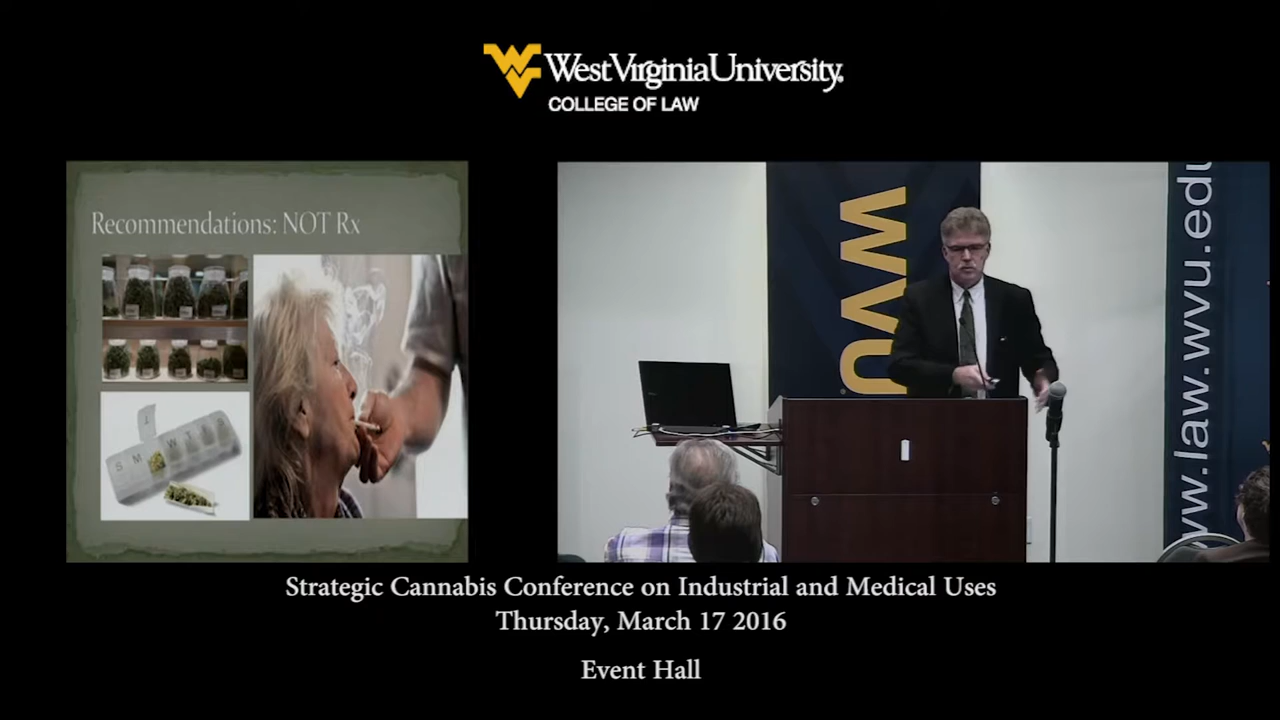 WestVirginiaUniversity.
COLLEGE OF LAW
Recommendations: NOT Rx
S M W T
WVU
www.law.wvu.edu
Strategic Cannabis Conference on Industrial and Medical Uses
Thursday, March 17 2016
Event Hall